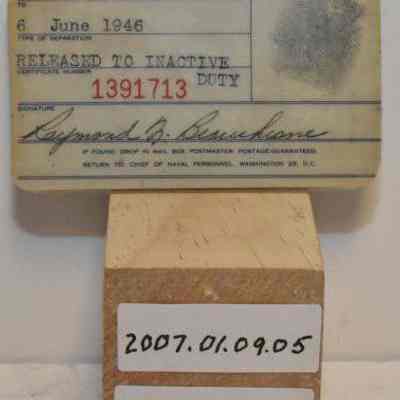 TO
6 June 1946
TYPE OF SEPARATION
RELEASED TO INACTIVE
CERTIFICATE NUMBER
DUTY
1391713
SIGNATURE
Raymond N. Beauchane
IF FOUND DROP IN MAIL BOX. POSTMASTER: POSTAGE GUARANTEED.
RETURN TO CHIEF OF NAVAL PERSONNEL, WASHINGTON 25, D.C.
2007.01.09.05